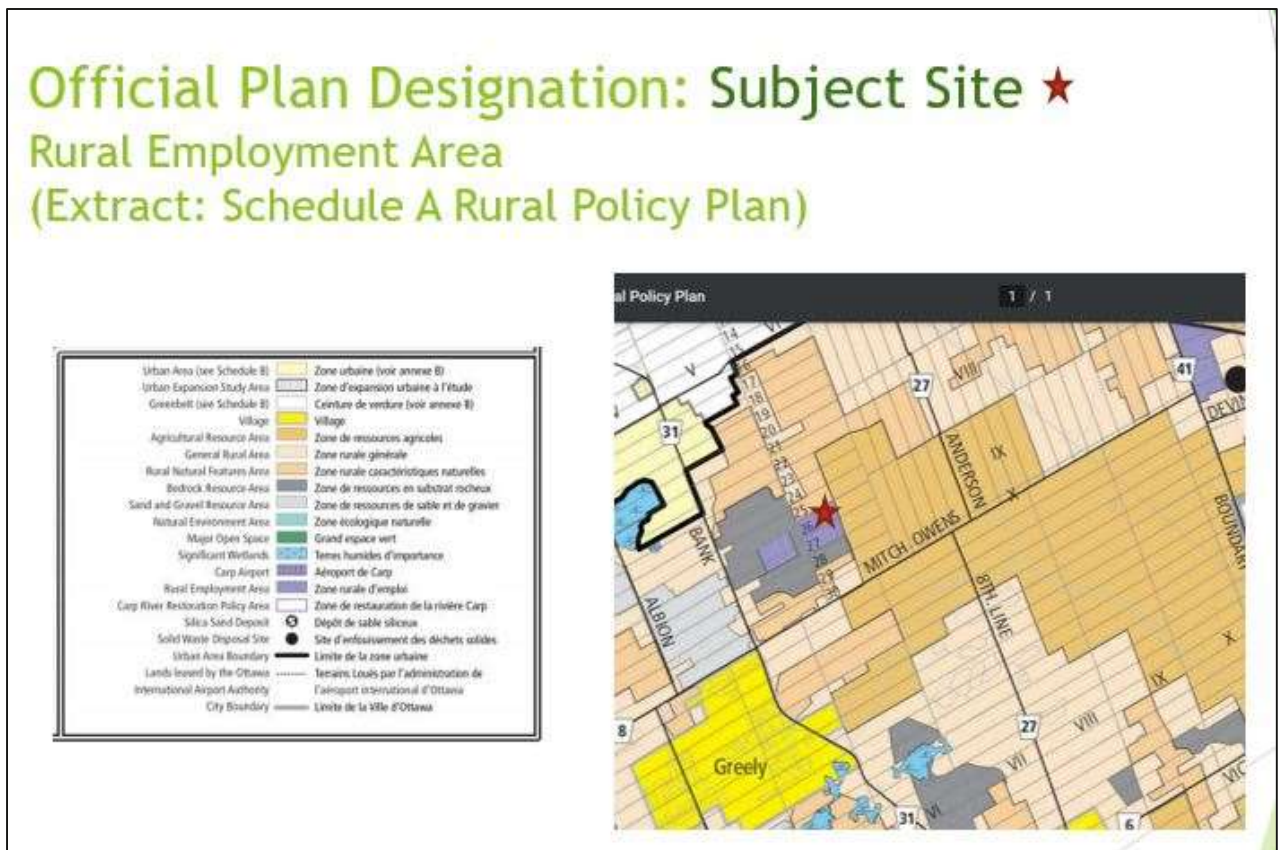 Official Plan Designation: Subject Site
Rural Employment Area
(Extract: Schedule A Rural Policy Plan)
Urban Area (see Schedule B) Zone urbaine (voir annexe B)
Urban Expansion Study Area Zone d'expansion urbaine à l'étude
Greenbelt (see Schedule B) Ceinture de verdure (voir annexe B)
Village Village
Agricultural Resource Area Zone de ressources agricoles
General Rural Area Zone rurale générale
Rural Natural Features Area Zone rurale caractéristiques naturelles
Bedrock Resource Area Zone de ressources en substrat rocheux
Sand and Gravel Resource Area Zone de ressources de sable et de gravier
Natural Environment Area Zone écologique naturelle
Major Open Space Grand espace vert
Significant Wetlands Terres humides d'importance
Carp Airport Aéroport de Carp
Rural Employment Area Zone rurale d'emploi
Carp River Restoration Policy Area Zone de restauration de la rivière Carp
Silica Sand Deposit S Dépôt de sable siliceux
Solid Waste Disposal Site Site d'enfouissement des déchets solides
Urban Area Boundary Limite de la zone urbaine
Lands leased by the Ottawa Terrains Loués par l'administration de
International Airport Authority l'aéroport international d'Ottawa
City Boundary Limite de la Ville d'Ottawa
al Policy Plan 1 / 1
14
15
V
VIII
27
41
17
18
19
20
31
DEVIN
ANDERSON
IX
X
23
24
25
26
27
28
BANK
MITCH. OWENS
BOUNDARY
ALBION
8TH. LINE
X
IX
8
27
VIII
Greely
VII
VI
31
6
VIC